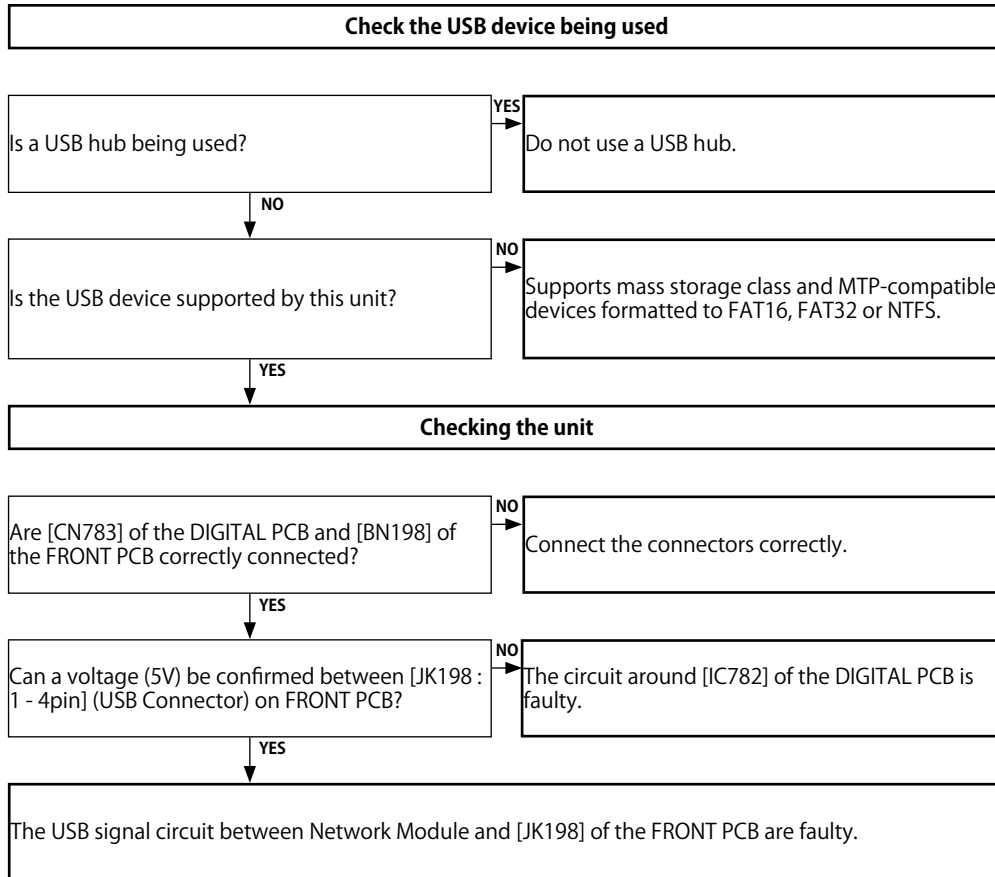 Check the USB device being used
Is a USB hub being used?
YES
Do not use a USB hub.
NO
Is the USB device supported by this unit?
NO
Supports mass storage class and MTP-compatible
devices formatted to FAT16, FAT32 or NTFS.
YES
Checking the unit
Are [CN783] of the DIGITAL PCB and [BN198] of
the FRONT PCB correctly connected?
NO
Connect the connectors correctly.
YES
Can a voltage (5V) be confirmed between [JK198 :
1 - 4pin] (USB Connector) on FRONT PCB?
NO
The circuit around [IC782] of the DIGITAL PCB is
faulty.
YES
The USB signal circuit between Network Module and [JK198] of the FRONT PCB are faulty.